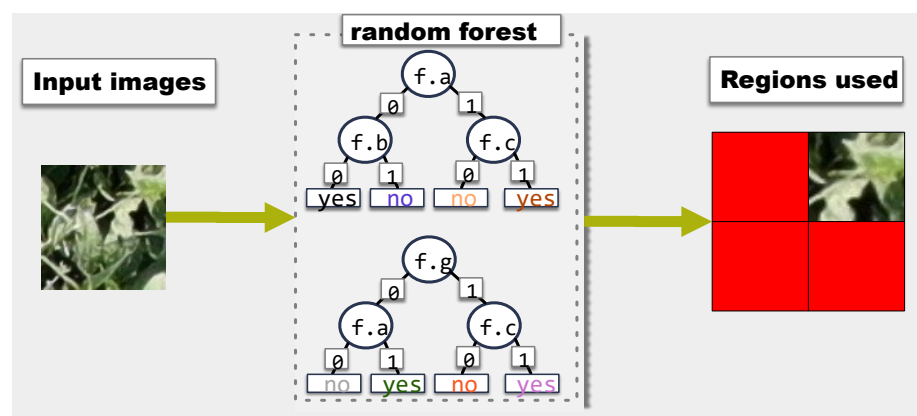 random forest
Input images
Regions used
f.a
0 1
f.b f.c
0 1 0 1
yes no no yes
f.g
0 1
f.a f.c
0 1 0 1
no yes no yes